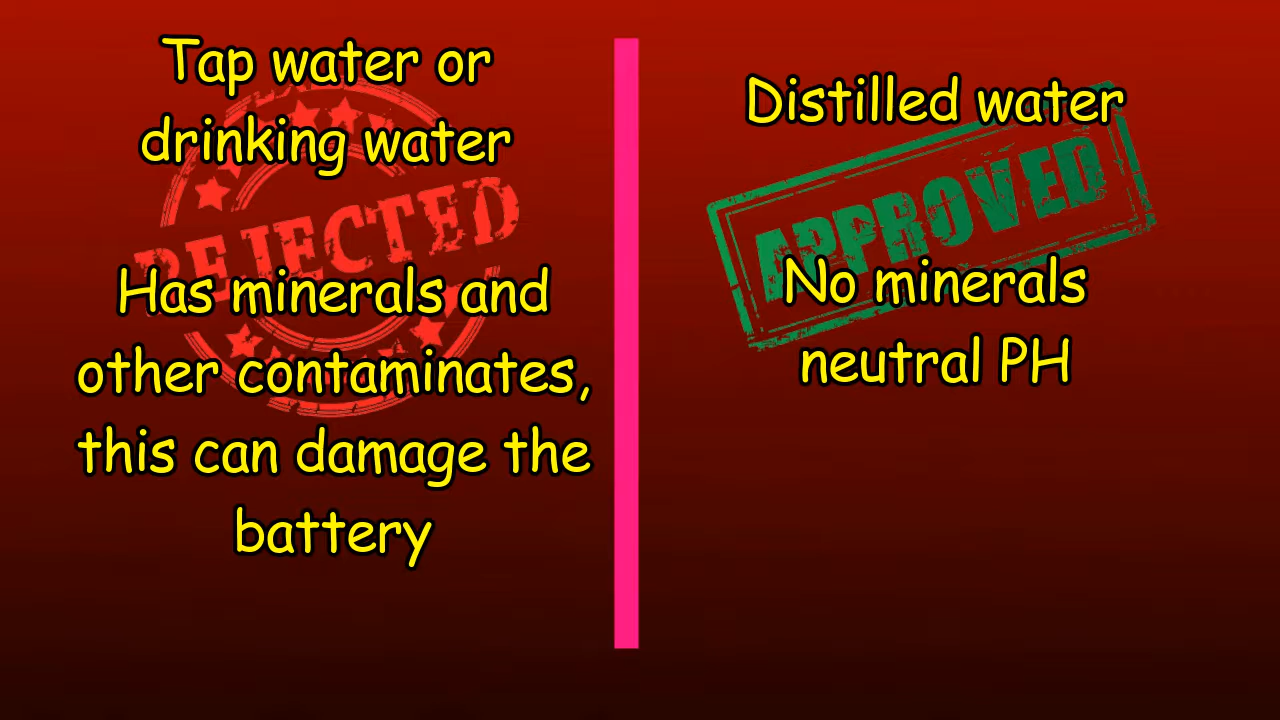 Tap water or
drinking water
REJECTED
Has minerals and
other contaminates,
this can damage the
battery
Distilled water
APPROVED
No minerals
neutral PH